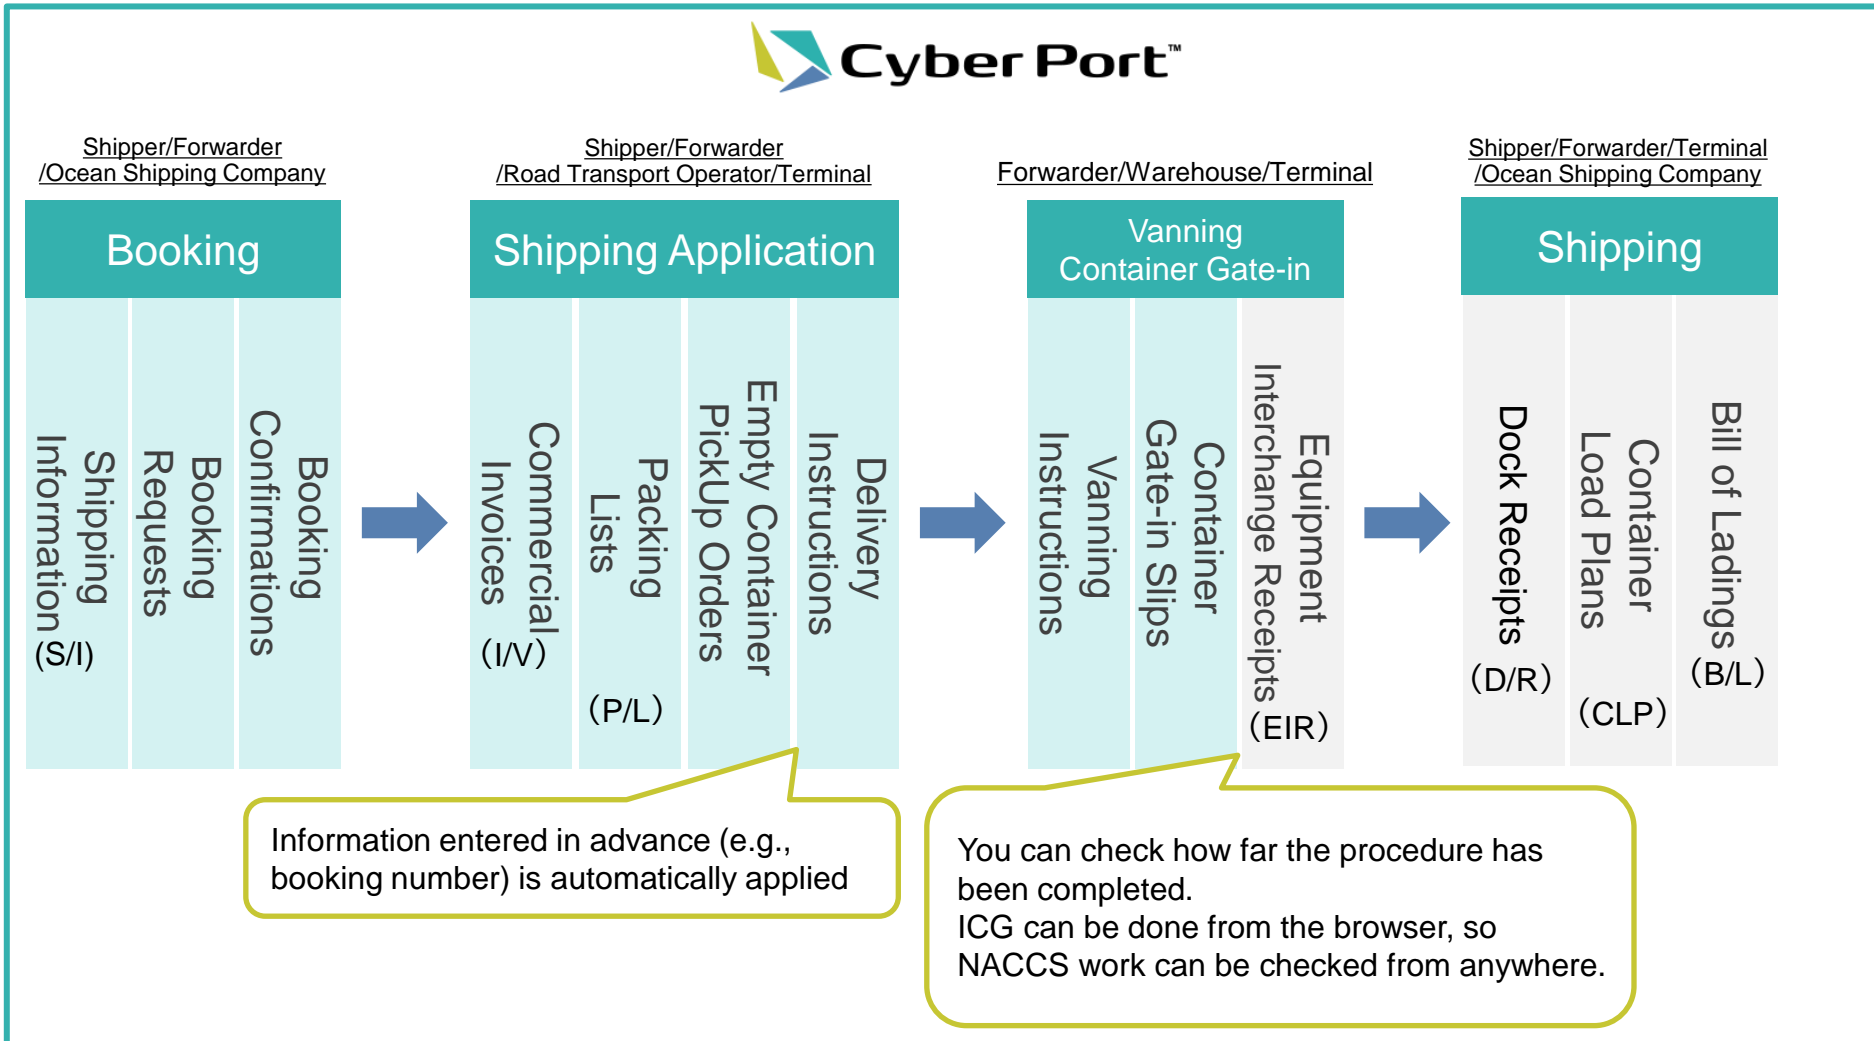 Cyber Port™
Shipper/Forwarder
/Ocean Shipping Company
Booking
Shipping
Information
(S/I)
Booking
Requests
Booking
Confirmations
Shipper/Forwarder
/Road Transport Operator/Terminal
Shipping Application
Commercial
Invoices
（I/V）
Packing
Lists
（P/L）
Empty Container
PickUp Orders
Delivery
Instructions
Forwarder/Warehouse/Terminal
Vanning
Container Gate-in
Vanning
Instructions
Container
Gate-in Slips
Equipment
Interchange Receipts
（EIR）
Shipper/Forwarder/Terminal
/Ocean Shipping Company
Shipping
Dock Receipts
（D/R）
Container
Load Plans
（CLP）
Bill of Ladings
（B/L）
Information entered in advance (e.g.,
booking number) is automatically applied
You can check how far the procedure has
been completed.
ICG can be done from the browser, so
NACCS work can be checked from anywhere.